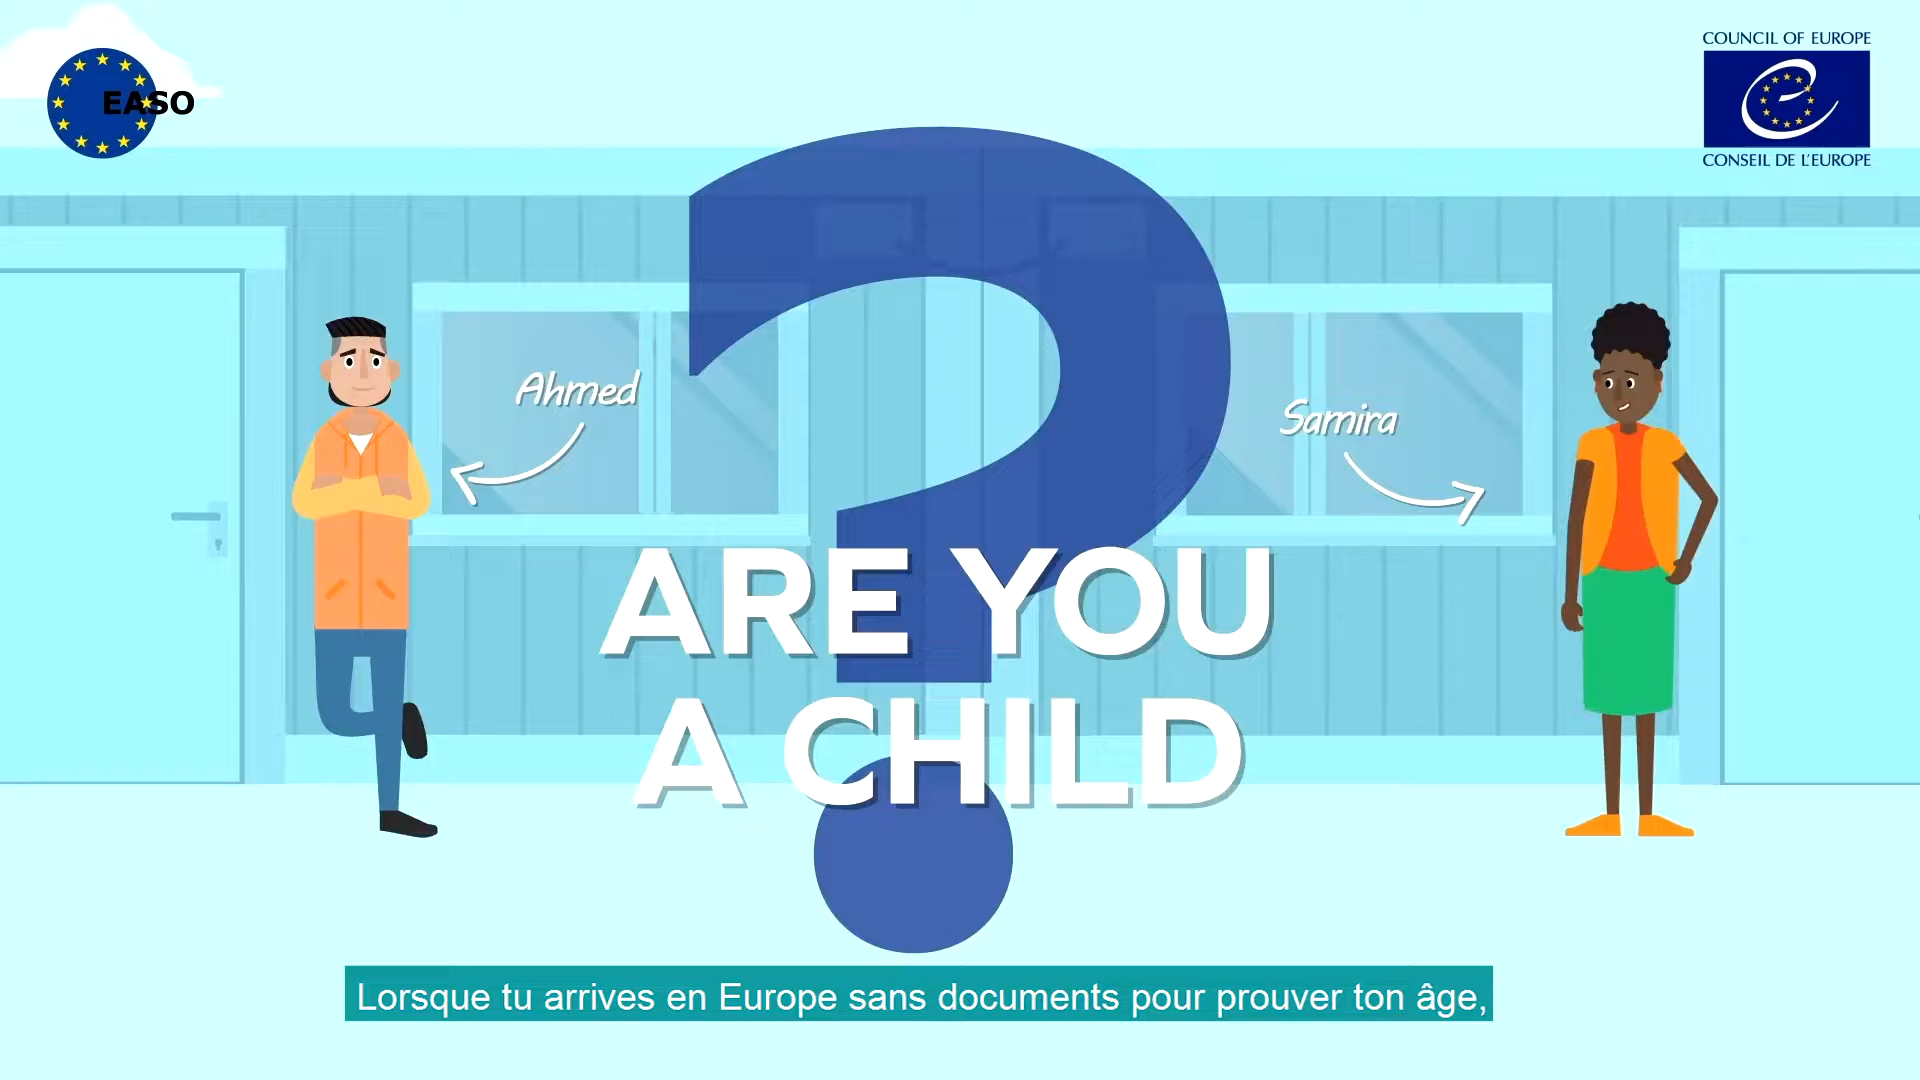 EASO
COUNCIL OF EUROPE
CONSEIL DE L'EUROPE
Ahmed
Samira
?
ARE YOU
A CHILD
Lorsque tu arrives en Europe sans documents pour prouver ton âge,